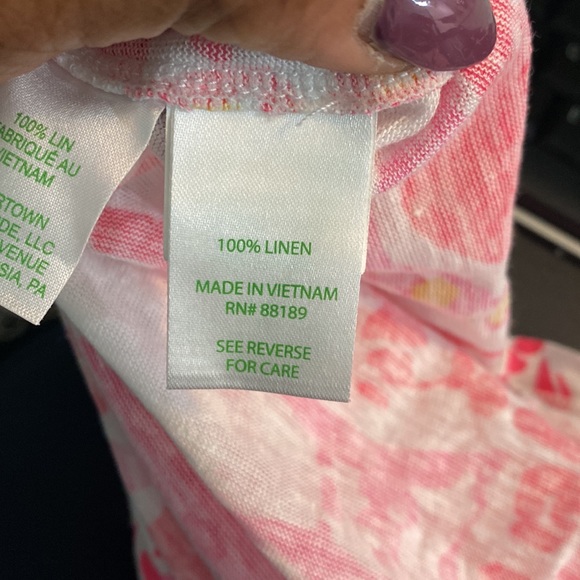 100% LIN
FABRIQUÉ AU
VIETNAM
RTOWN
DE, LLC
VENUE
SIA, PA
100% LINEN
MADE IN VIETNAM
RN# 88189
SEE REVERSE
FOR CARE